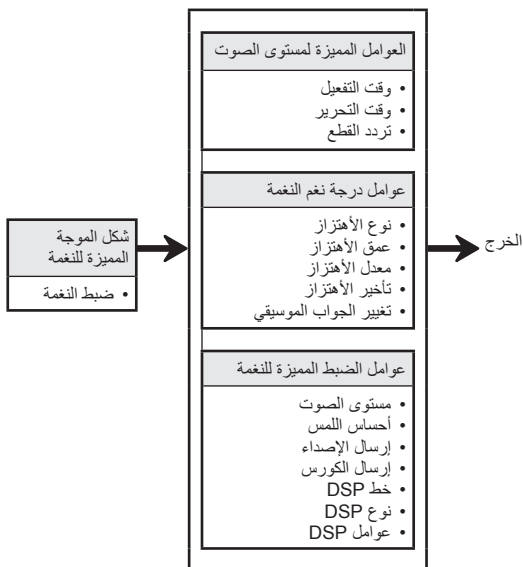 العوامل المميزة لمستوى الصوت
• وقت التفعيل
• وقت التحرير
• تردد القطع
عوامل درجة نغم النغمة
• نوع الأهتزاز
• عمق الأهتزاز
• معدل الأهتزاز
• تأخير الأهتزاز
• تغيير الجواب الموسيقي
شكل الموجة
المميزة للنغمة
• ضبط النغمة
الخرج
عوامل الضبط المميزة للنغمة
• مستوى الصوت
• أحساس اللمس
• إرسال الإصداء
• إرسال الكورس
• خط DSP
• نوع DSP
• عوامل DSP